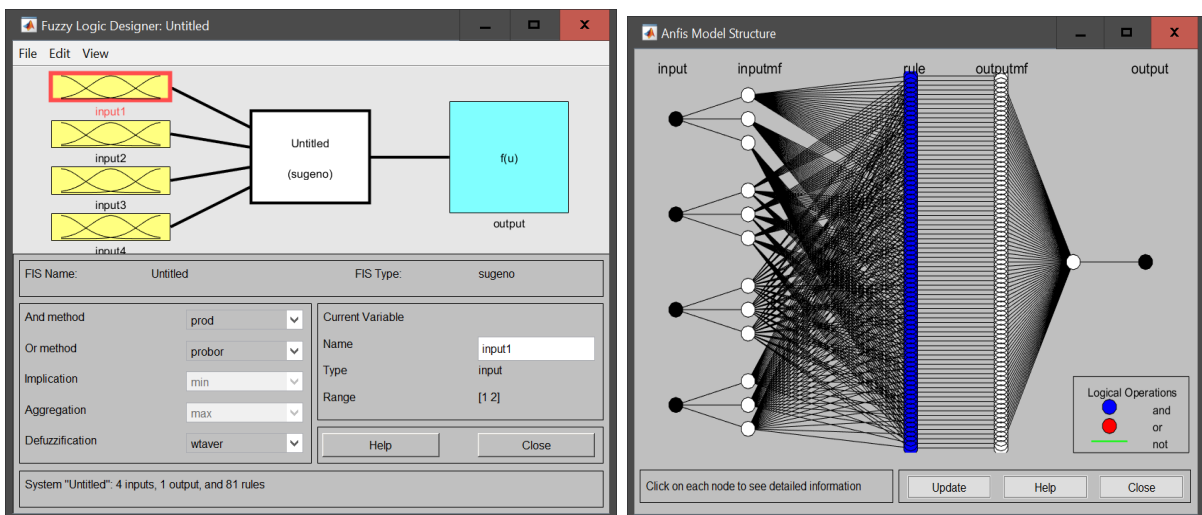 Fuzzy Logic Designer: Untitled
File Edit View
input1
input2
input3
input4
Untitled
(sugeno)
f(u)
output
FIS Name: Untitled FIS Type: sugeno
And method prod
Or method probor
Implication min
Aggregation max
Defuzzification wtaver
Current Variable
Name input1
Type input
Range [1 2]
Help Close
System "Untitled": 4 inputs, 1 output, and 81 rules
Anfis Model Structure
input inputmf rule outputmf output
Logical Operations
and
or
not
Click on each node to see detailed information
Update Help Close